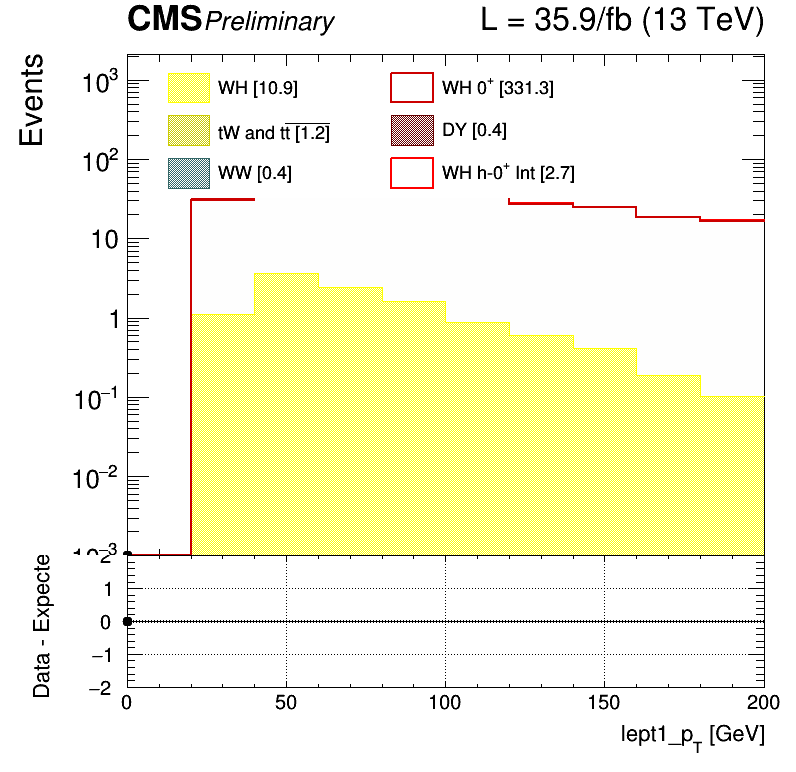 CMS Preliminary L = 35.9/fb (13 TeV)
Events
WH [10.9] WH 0+ [331.3]
tW and tt [1.2] DY [0.4]
WW [0.4] WH h-0+ Int [2.7]
10³
10²
10
1
10⁻¹
10⁻²
10⁻³
Data - Expecte
2
1
0
−1
−2
0 50 100 150 200
lept1_p_T [GeV]